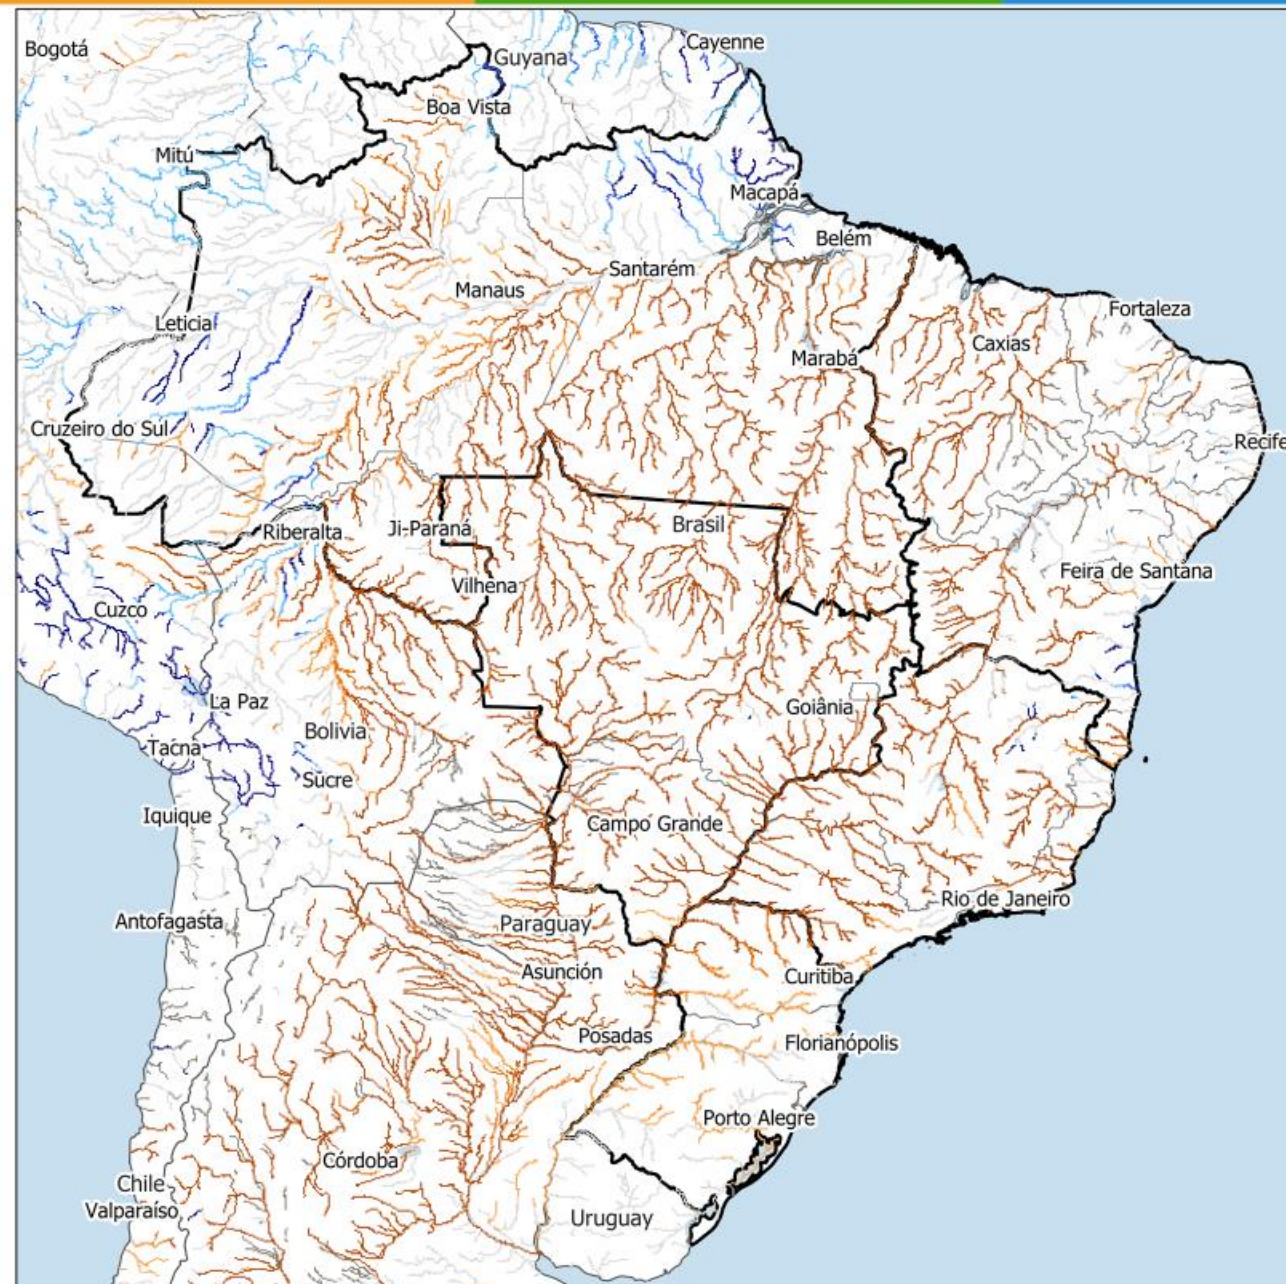 Bogotá
Cayenne
Guyana
Boa Vista
Mitú
Macapá
Belém
Santarém
Manaus
Fortaleza
Leticia
Caxias
Marabá
Cruzeiro do Sul
Recife
Brasil
Riberalta
Ji-Paraná
Feira de Santana
Vilhena
Cuzco
La Paz
Goiânia
Bolivia
Tacna
Sucre
Iquique
Campo Grande
Rio de Janeiro
Antofagasta
Paraguay
Asunción
Curitiba
Posadas
Florianópolis
Porto Alegre
Córdoba
Chile
Valparaíso
Uruguay